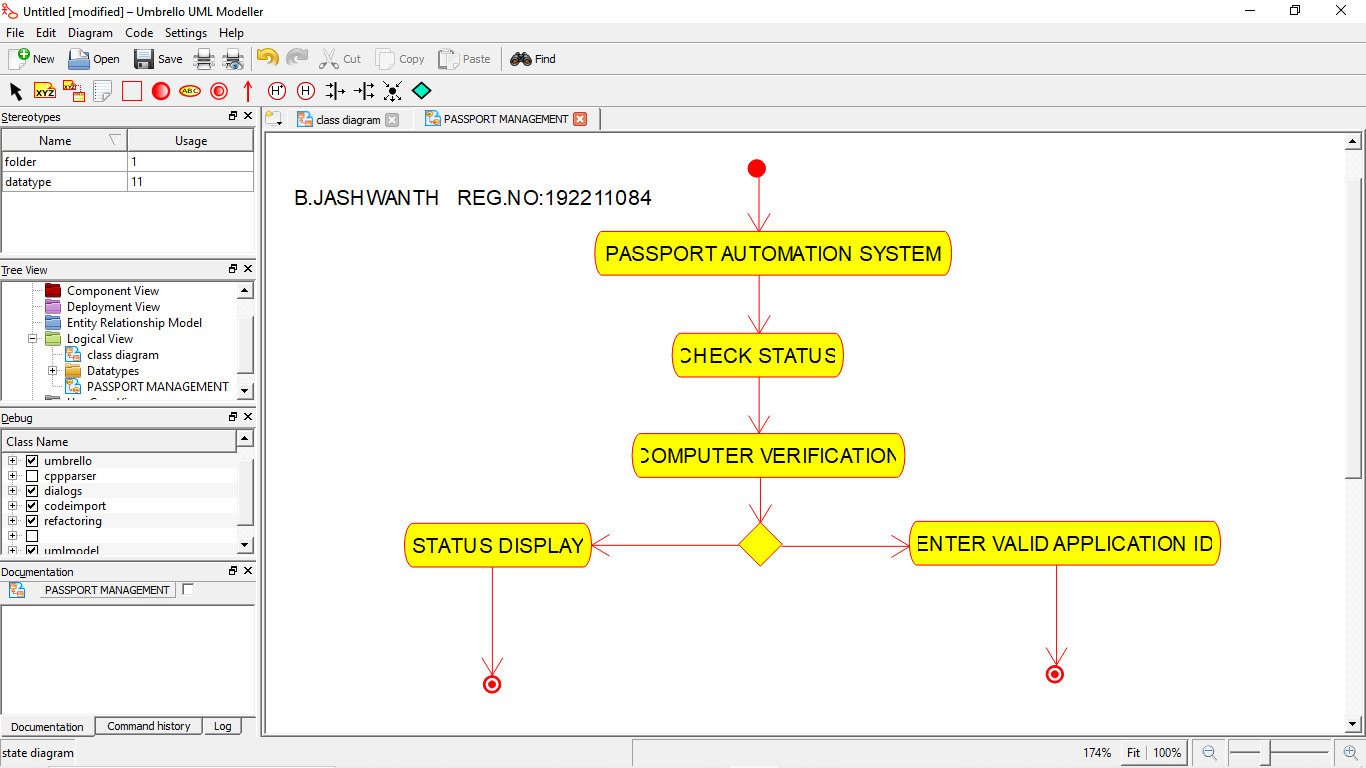 Untitled [modified] – Umbrello UML Modeller
File Edit Diagram Code Settings Help
New Open Save Cut Copy Paste Find
XYZ XYZ ABC H* H
Stereotypes
Name Usage
folder 1
datatype 11
Tree View
Component View
Deployment View
Entity Relationship Model
Logical View
class diagram
Datatypes
PASSPORT MANAGEMENT
Debug
Class Name
umbrello
cppparser
dialogs
codeimport
refactoring
umlmodel
Documentation
PASSPORT MANAGEMENT
Documentation Command history Log
state diagram
class diagram PASSPORT MANAGEMENT
B.JASHWANTH REG.NO:192211084
PASSPORT AUTOMATION SYSTEM
CHECK STATUS
COMPUTER VERIFICATION
STATUS DISPLAY
ENTER VALID APPLICATION ID
174% Fit 100%